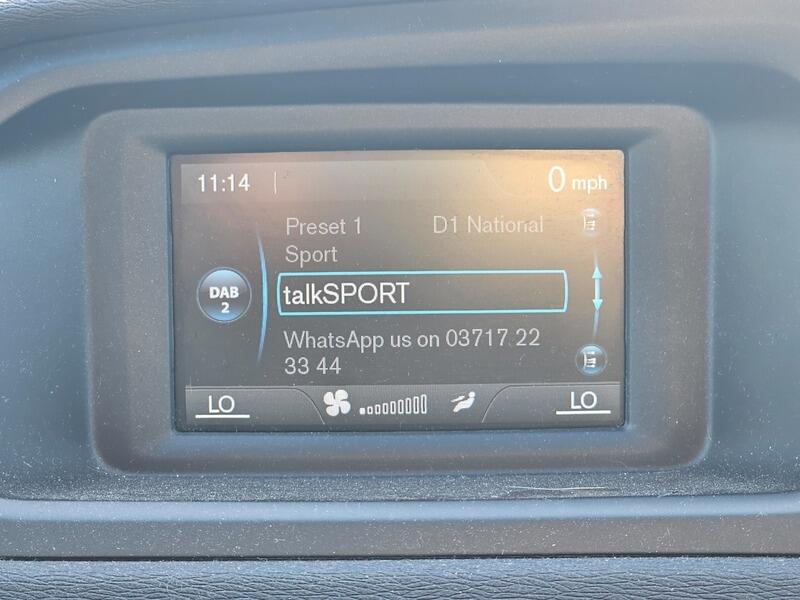 11:14
0 mph
Preset 1 D1 National
Sport
DAB
2
talkSPORT
WhatsApp us on 03717 22
33 44
LO
LO